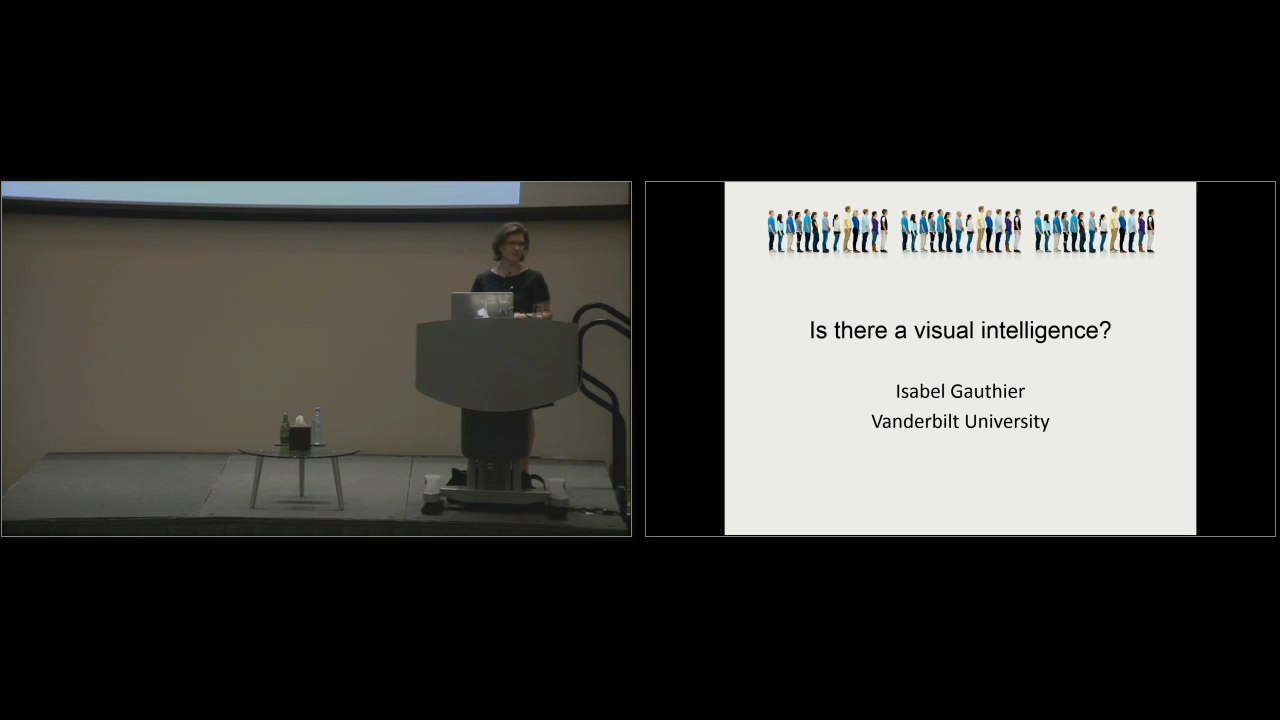 Is there a visual intelligence?
Isabel Gauthier
Vanderbilt University